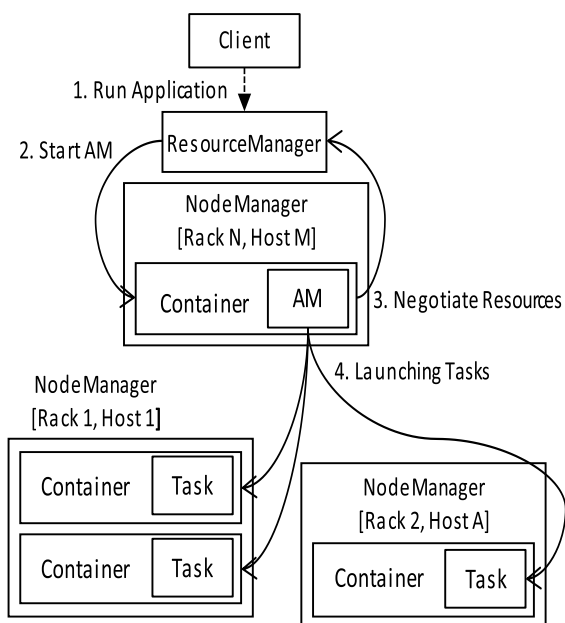 Client
1. Run Application
ResourceManager
2. Start AM
NodeManager
[Rack N, Host M]
Container
AM
3. Negotiate Resources
4. Launching Tasks
NodeManager
[Rack 1, Host 1]
Container
Task
Container
Task
NodeManager
[Rack 2, Host A]
Container
Task